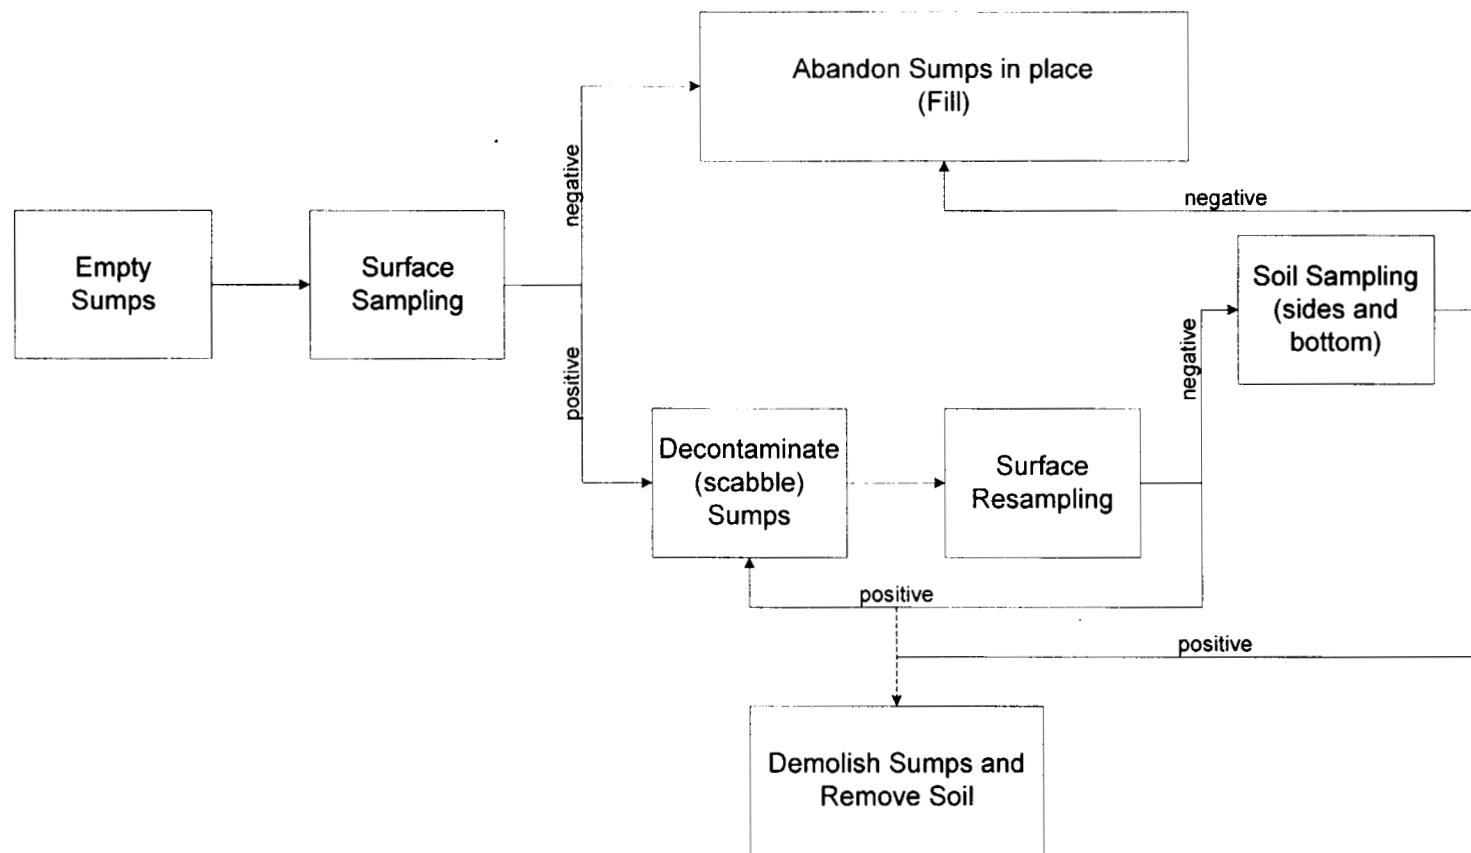 Abandon Sumps in place
(Fill)
negative
negative
Empty
Sumps
Surface
Sampling
Soil Sampling
(sides and
bottom)
positive
negative
Decontaminate
(scabble)
Sumps
Surface
Resampling
positive
positive
Demolish Sumps and
Remove Soil